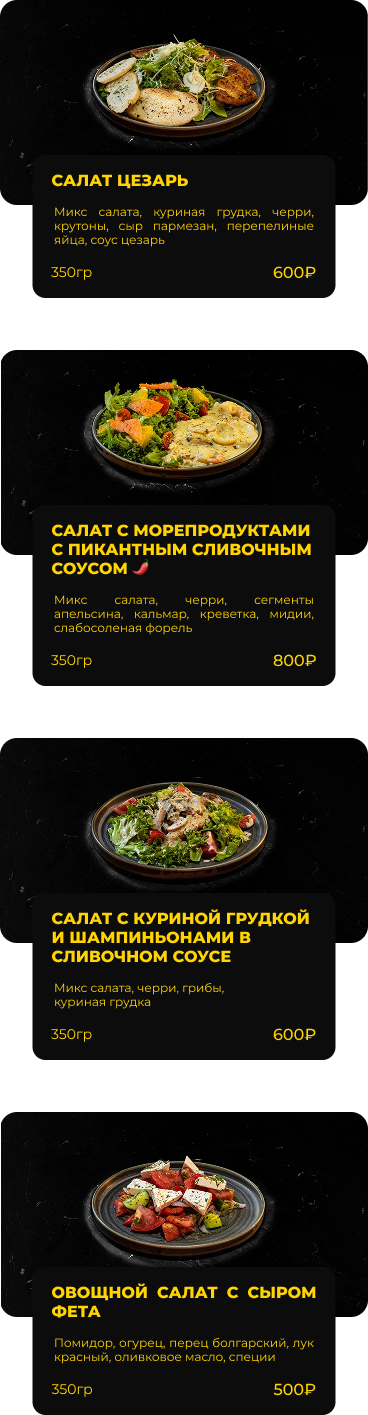 САЛАТ ЦЕЗАРЬ
Микс салата, куриная грудка, черри,
крутоны, сыр пармезан, перепелиные
яйца, соус цезарь
350гр 600₽
САЛАТ С МОРЕПРОДУКТАМИ
С ПИКАНТНЫМ СЛИВОЧНЫМ
СОУСОМ 🌶️
Микс салата, черри, сегменты
апельсина, кальмар, креветка, мидии,
слабосоленая форель
350гр 800₽
САЛАТ С КУРИНОЙ ГРУДКОЙ
И ШАМПИНЬОНАМИ В
СЛИВОЧНОМ СОУСЕ
Микс салата, черри, грибы,
куриная грудка
350гр 600₽
ОВОЩНОЙ САЛАТ С СЫРОМ
ФЕТА
Помидор, огурец, перец болгарский, лук
красный, оливковое масло, специи
350гр 500₽